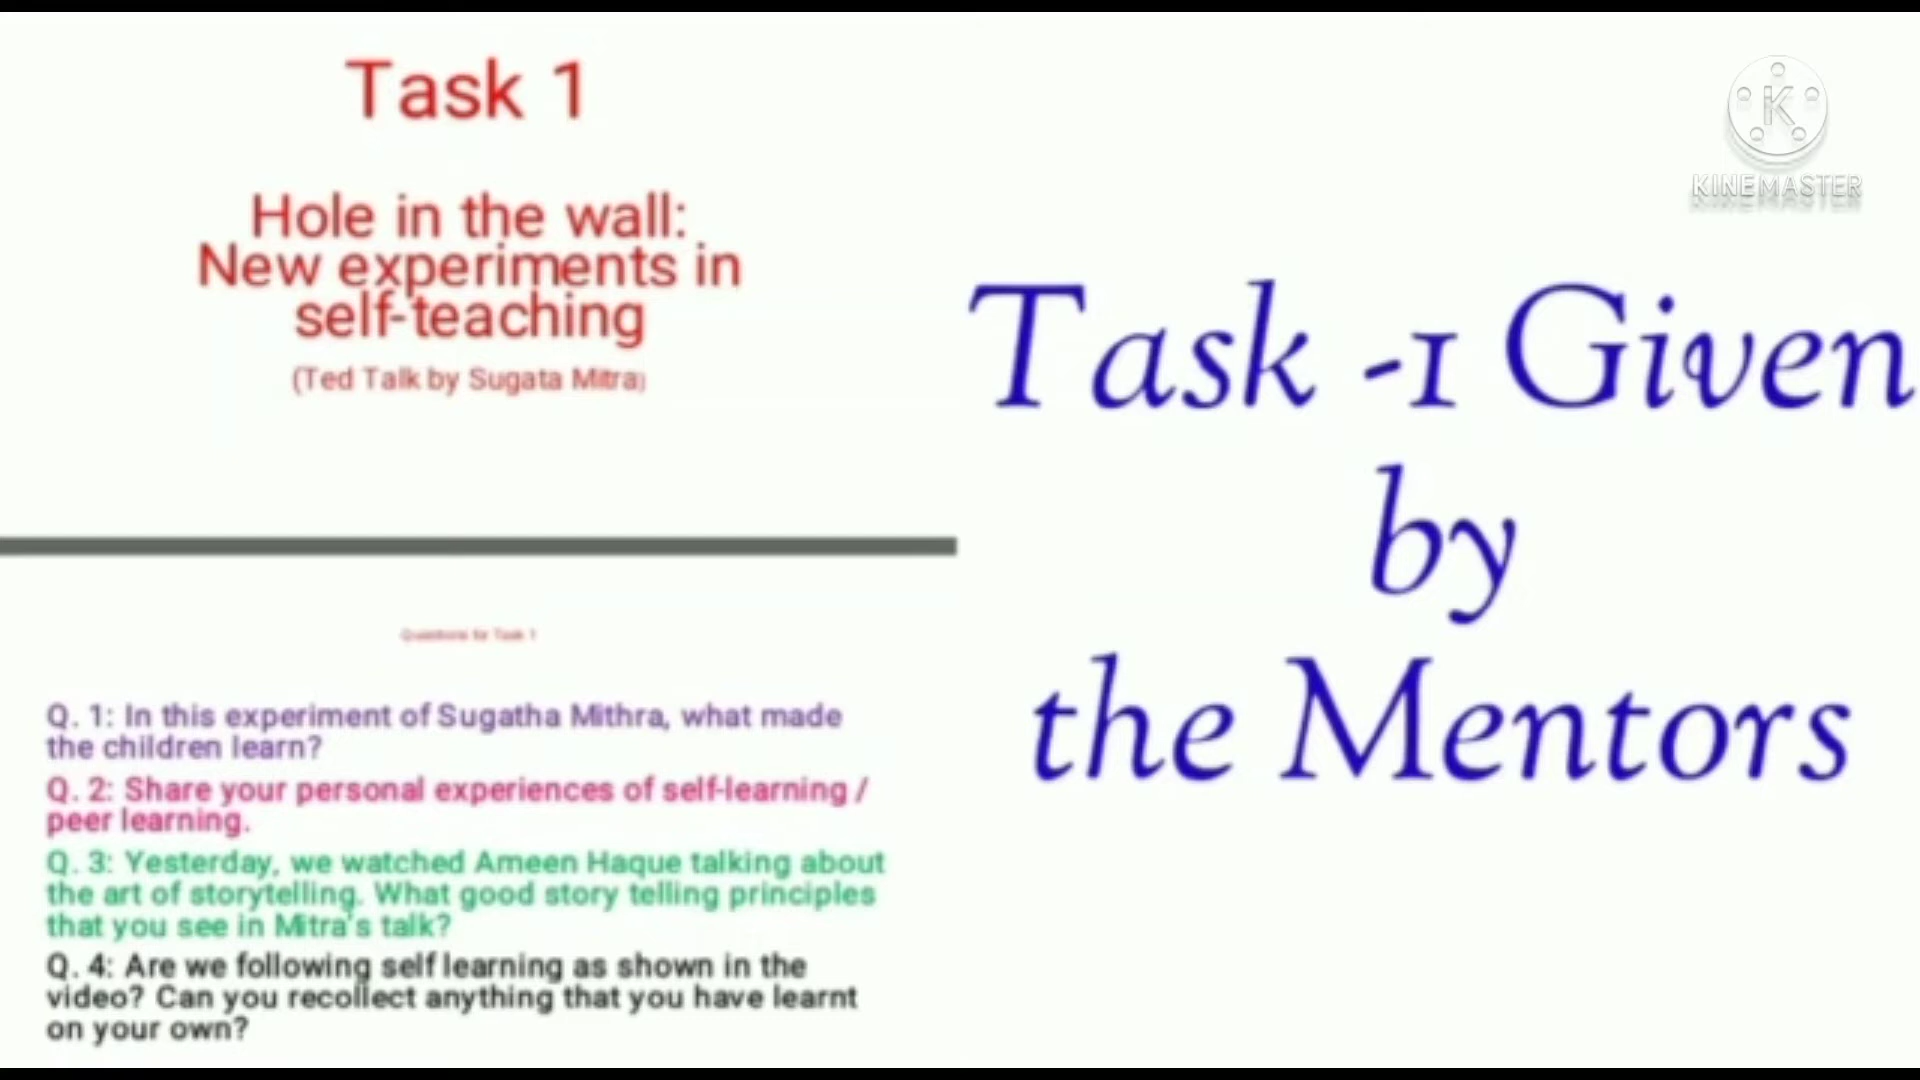 Task 1
Hole in the wall:
New experiments in
self-teaching
(Ted Talk by Sugata Mitra)
Questions for Task 1
Q. 1: In this experiment of Sugatha Mithra, what made
the children learn?
Q. 2: Share your personal experiences of self-learning /
peer learning.
Q. 3: Yesterday, we watched Ameen Haque talking about
the art of storytelling. What good story telling principles
that you see in Mitra's talk?
Q. 4: Are we following self learning as shown in the
video? Can you recollect anything that you have learnt
on your own?
K
KINEMASTER
Task -1 Given
by
the Mentors